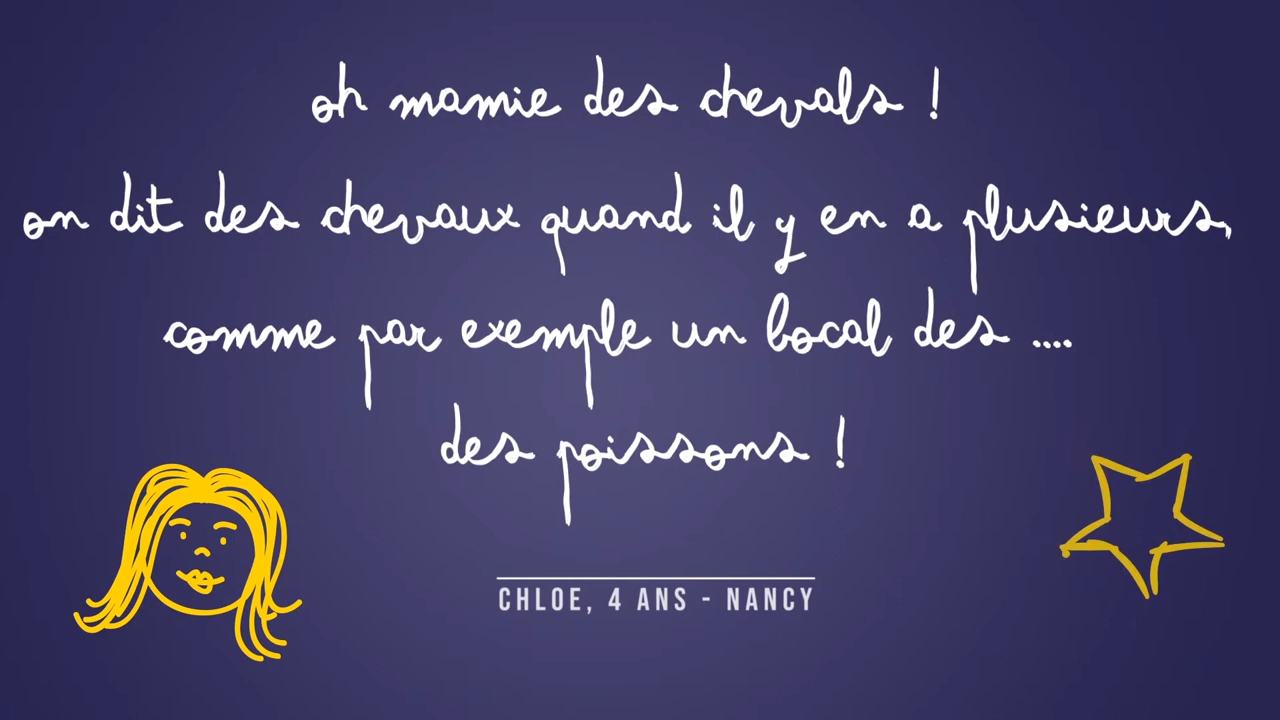 oh mamie des chevals !
on dit des chevaux quand il y en a plusieurs,
comme par exemple un bocal des ....
des poissons !
CHLOE, 4 ANS - NANCY